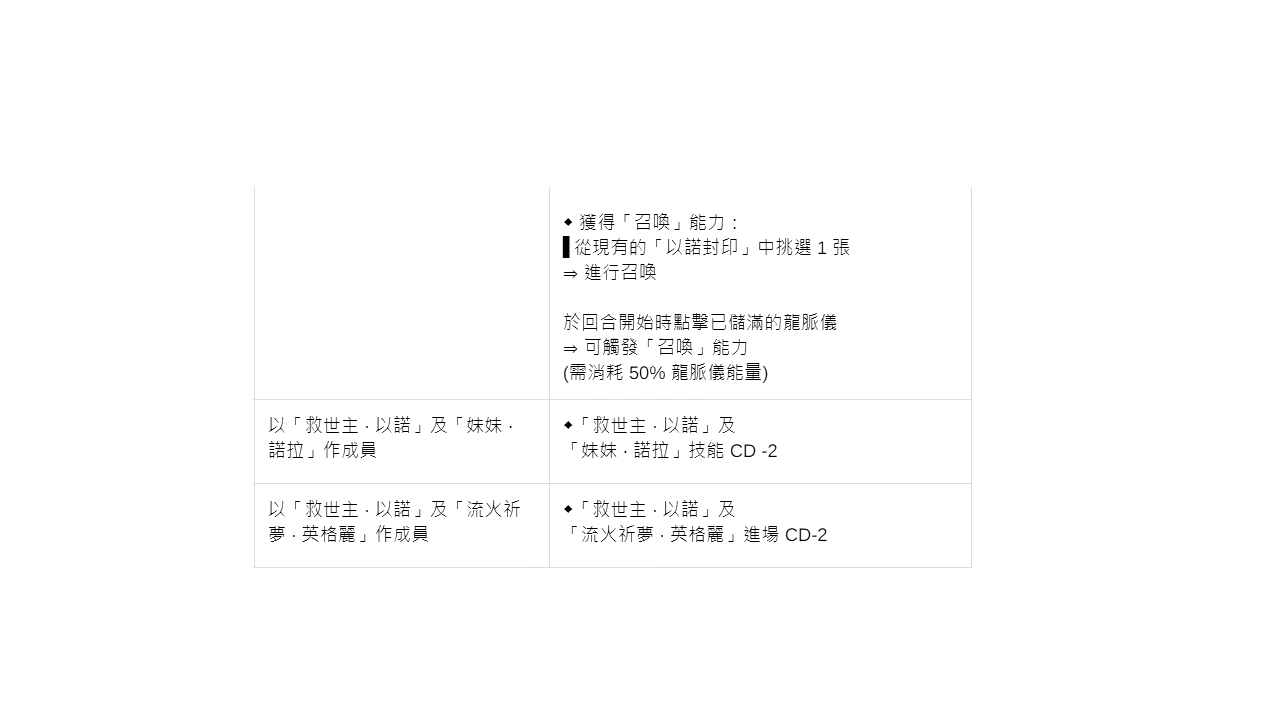 ◆ 獲得「召喚」能力：
▌從現有的「以諾封印」中挑選 1 張
⇒ 進行召喚
於回合開始時點擊已儲滿的龍脈儀
⇒ 可觸發「召喚」能力
(需消耗 50% 龍脈儀能量)
以「救世主 ‧ 以諾」及「妹妹 ‧
諾拉」作成員
◆「救世主 ‧ 以諾」及
「妹妹 ‧ 諾拉」技能 CD -2
以「救世主 ‧ 以諾」及「流火祈
夢 ‧ 英格麗」作成員
◆「救世主 ‧ 以諾」及
「流火祈夢 ‧ 英格麗」進場 CD-2